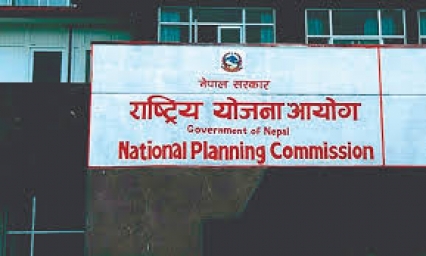 नेपाल सरकार
राष्ट्रिय योजना आयोग
Government of Nepal
National Planning Commission